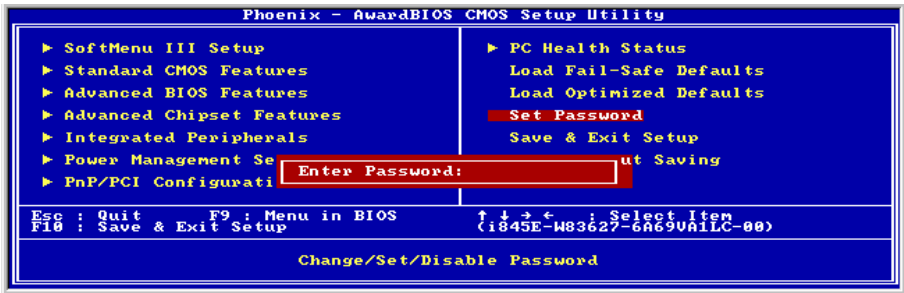 Phoenix - AwardBIOS CMOS Setup Utility
▶ SoftMenu III Setup
▶ Standard CMOS Features
▶ Advanced BIOS Features
▶ Advanced Chipset Features
▶ Integrated Peripherals
▶ Power Management Se
▶ PnP/PCI Configurati
▶ PC Health Status
Load Fail-Safe Defaults
Load Optimized Defaults
Set Password
Save & Exit Setup
ut Saving
Enter Password:
Esc : Quit F9 : Menu in BIOS ↑ ↓ → ← : Select Item
F10 : Save & Exit Setup (i845E-W83627-6A69VA1LC-00)
Change/Set/Disable Password